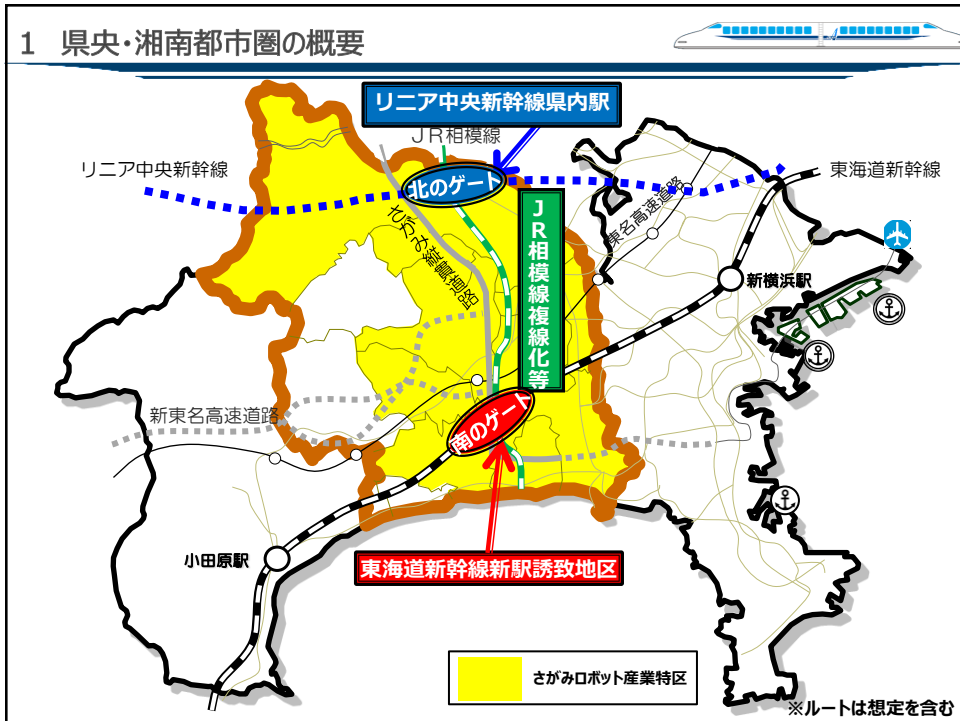 1 県央・湘南都市圏の概要
リニア中央新幹線県内駅
JR相模線
リニア中央新幹線
東海道新幹線
北のゲート
さがみ縦貫道路
JR相模線複線化等
東名高速道路
新横浜駅
新東名高速道路
南のゲート
小田原駅
東海道新幹線新駅誘致地区
さがみロボット産業特区
※ルートは想定を含む